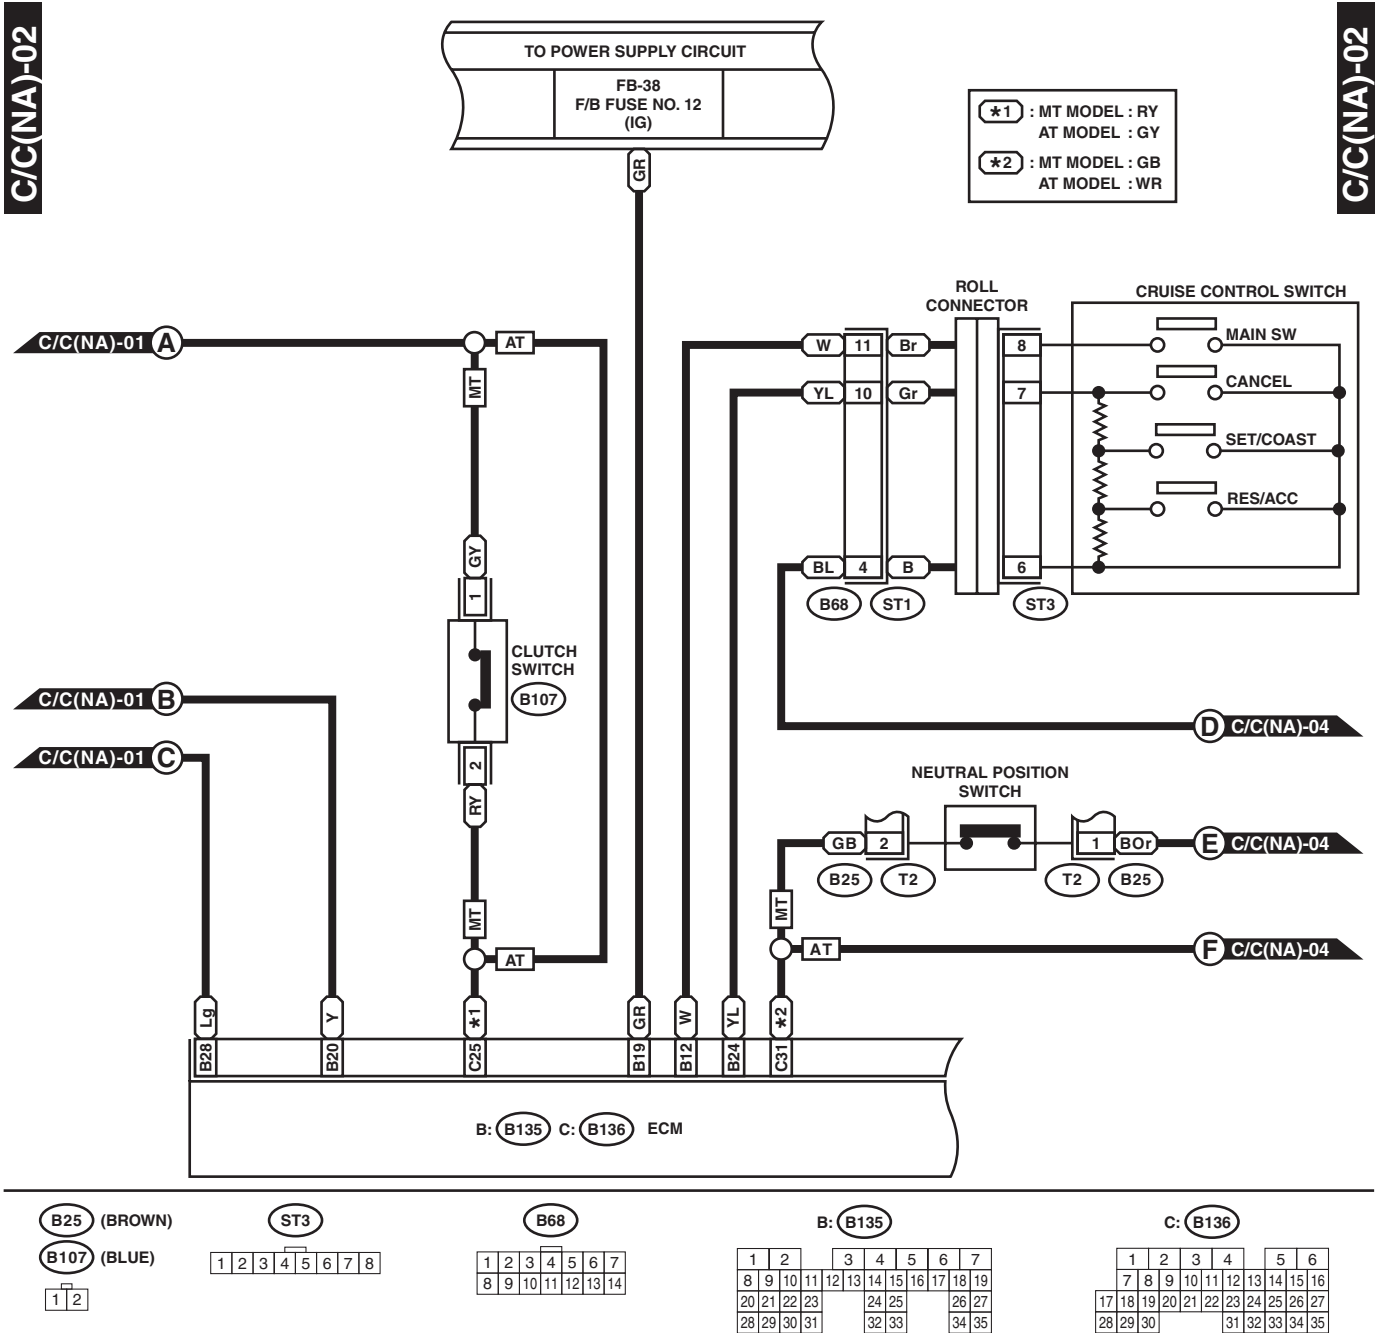 C/C(NA)-02
C/C(NA)-02
TO POWER SUPPLY CIRCUIT
FB-38
F/B FUSE NO. 12
(IG)
GR
*1 : MT MODEL : RY
AT MODEL : GY
*2 : MT MODEL : GB
AT MODEL : WR
ROLL
CONNECTOR
CRUISE CONTROL SWITCH
C/C(NA)-01 A
AT
MT
W 11 Br 8 MAIN SW
YL 10 Gr 7 CANCEL
SET/COAST
RES/ACC
GY
1
BL 4 B 6
B68 ST1 ST3
CLUTCH
SWITCH
B107
C/C(NA)-01 B
D C/C(NA)-04
C/C(NA)-01 C
2
RY
NEUTRAL POSITION
SWITCH
GB 2 1 BOr E C/C(NA)-04
B25 T2 T2 B25
MT MT
AT AT F C/C(NA)-04
Lg Y *1 GR W YL *2
B28 B20 C25 B19 B12 B24 C31
B: B135 C: B136 ECM
B25 (BROWN)
B107 (BLUE)
1 2
ST3
1 2 3 4 5 6 7 8
B68
1 2 3 4 5 6 7
8 9 10 11 12 13 14
B: B135
1 2 3 4 5 6 7
8 9 10 11 12 13 14 15 16 17 18 19
20 21 22 23 24 25 26 27
28 29 30 31 32 33 34 35
C: B136
1 2 3 4 5 6
7 8 9 10 11 12 13 14 15 16
17 18 19 20 21 22 23 24 25 26 27
28 29 30 31 32 33 34 35